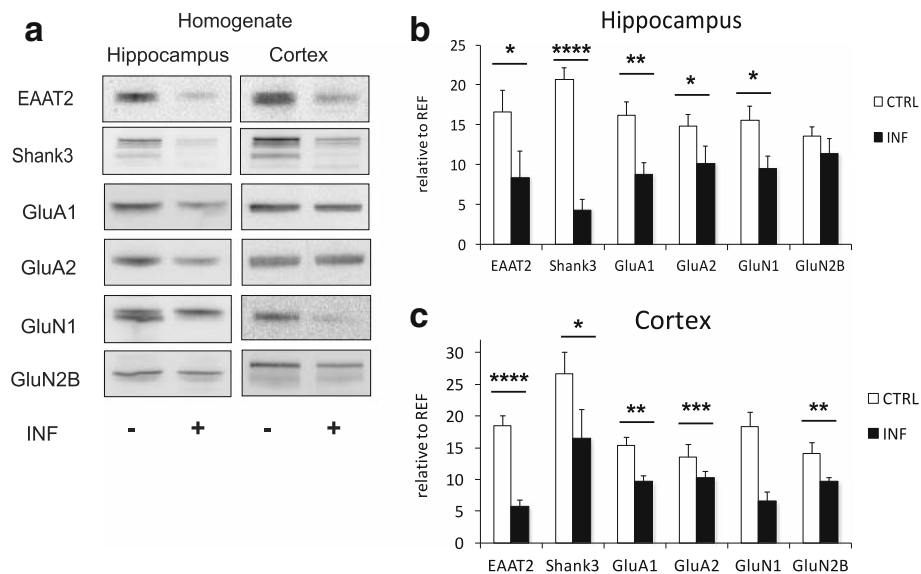 a
Homogenate
Hippocampus Cortex
EAAT2
Shank3
GluA1
GluA2
GluN1
GluN2B
INF - + - +
b
Hippocampus
relative to REF
25
20
15
10
5
0
* **** ** * *
EAAT2 Shank3 GluA1 GluA2 GluN1 GluN2B
CTRL
INF
c
Cortex
relative to REF
30
25
20
15
10
5
0
**** * ** *** **
EAAT2 Shank3 GluA1 GluA2 GluN1 GluN2B
CTRL
INF